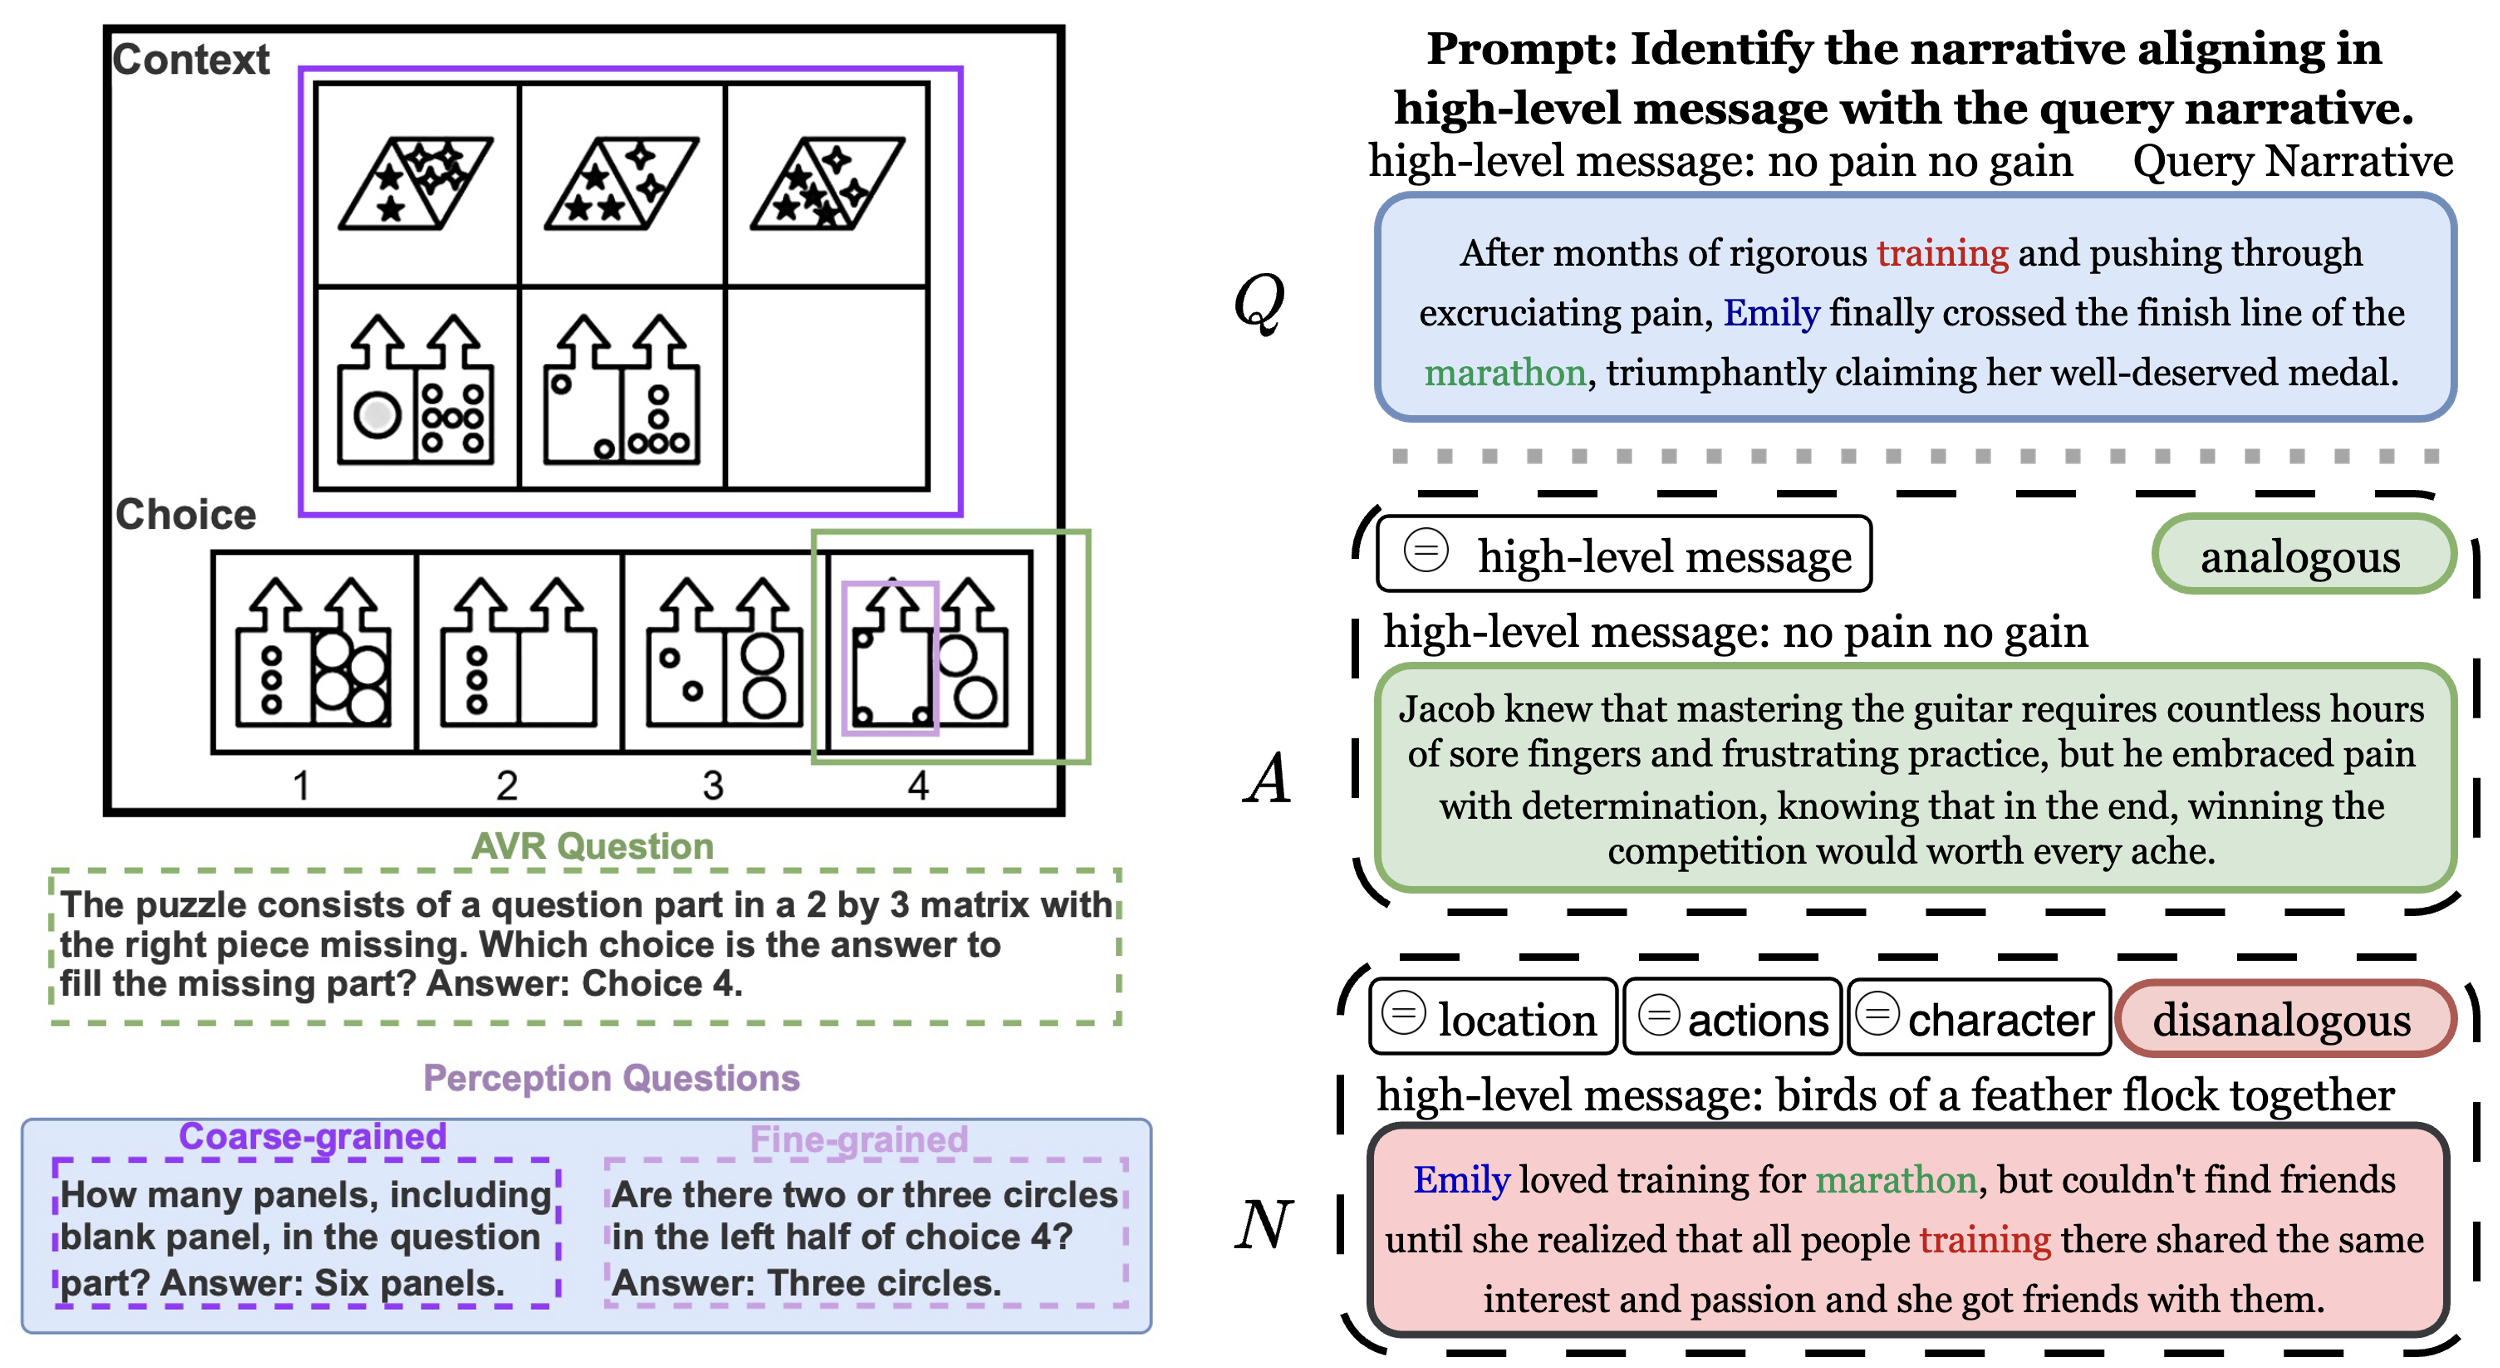 Context
Choice
1 2 3 4
AVR Question
The puzzle consists of a question part in a 2 by 3 matrix with
the right piece missing. Which choice is the answer to
fill the missing part? Answer: Choice 4.
Perception Questions
Coarse-grained
How many panels, including
blank panel, in the question
part? Answer: Six panels.
Fine-grained
Are there two or three circles
in the left half of choice 4?
Answer: Three circles.
Prompt: Identify the narrative aligning in
high-level message with the query narrative.
high-level message: no pain no gain Query Narrative
Q
After months of rigorous training and pushing through
excruciating pain, Emily finally crossed the finish line of the
marathon, triumphantly claiming her well-deserved medal.
= high-level message
analogous
high-level message: no pain no gain
A
Jacob knew that mastering the guitar requires countless hours
of sore fingers and frustrating practice, but he embraced pain
with determination, knowing that in the end, winning the
competition would worth every ache.
= location = actions = character disanalogous
high-level message: birds of a feather flock together
N
Emily loved training for marathon, but couldn't find friends
until she realized that all people training there shared the same
interest and passion and she got friends with them.